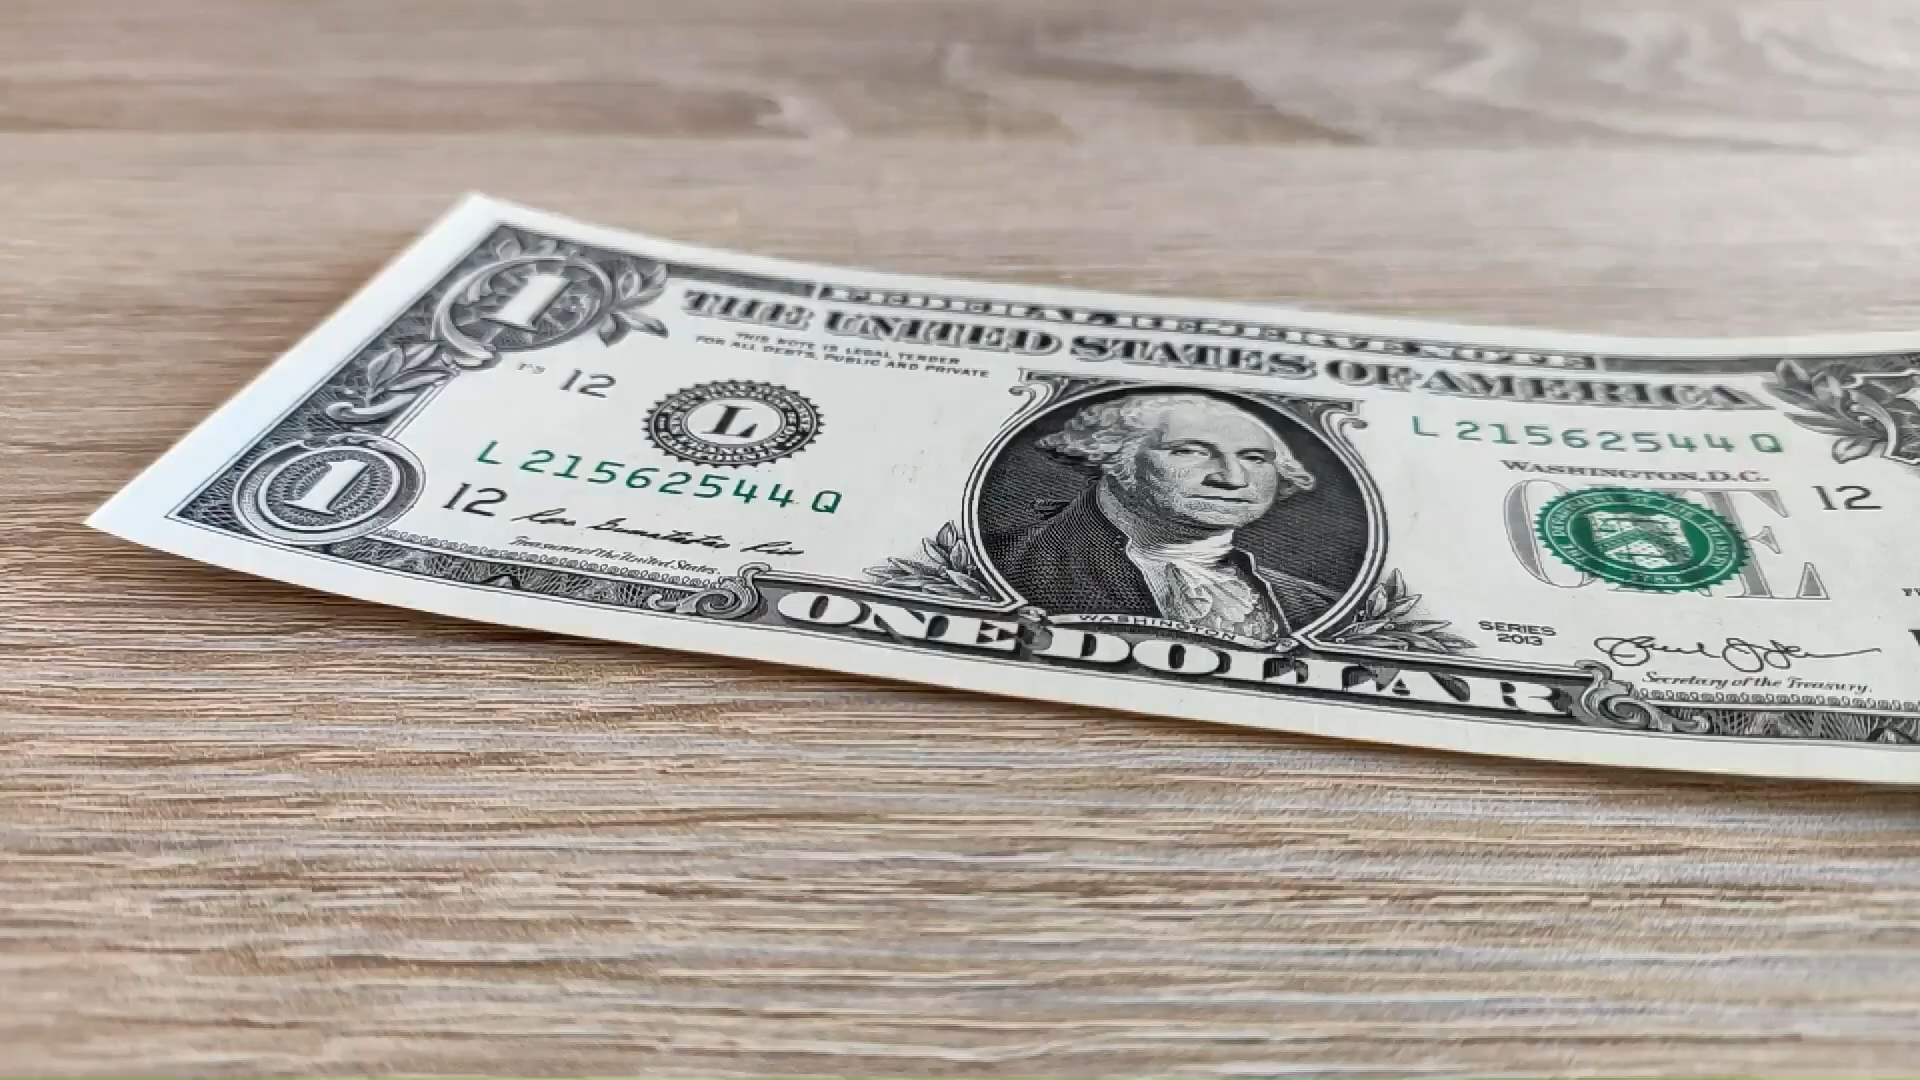 FEDERAL RESERVE NOTE
THE UNITED STATES OF AMERICA
THIS NOTE IS LEGAL TENDER
FOR ALL DEBTS, PUBLIC AND PRIVATE
1
12
L
L 21562544 Q
L 21562544 Q
WASHINGTON, D.C.
12
1
12
Treasurer of the United States.
WASHINGTON
ONE DOLLAR
SERIES
2013
ONE
1789
Secretary of the Treasury.